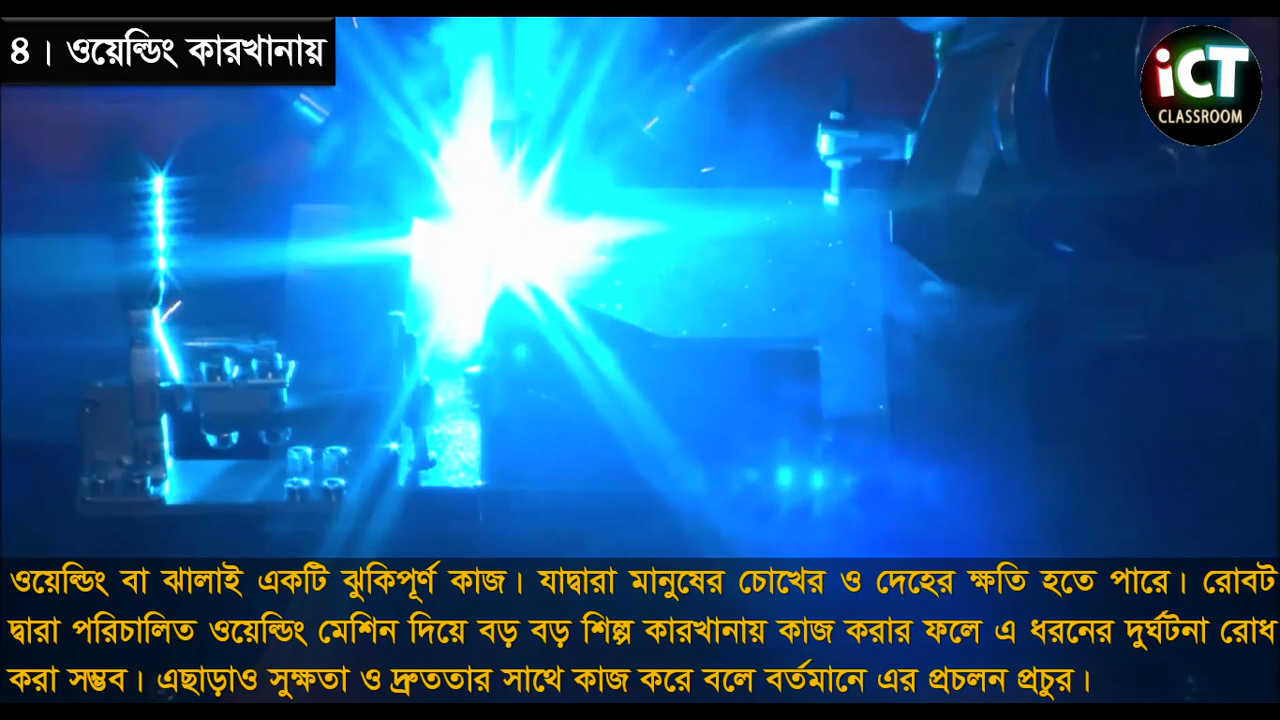 ৪। ওয়েল্ডিং কারখানায়
iCT
CLASSROOM
ওয়েল্ডিং বা ঝালাই একটি ঝুকিপূর্ণ কাজ। যাদ্বারা মানুষের চোখের ও দেহের ক্ষতি হতে পারে। রোবট
দ্বারা পরিচালিত ওয়েল্ডিং মেশিন দিয়ে বড় বড় শিল্প কারখানায় কাজ করার ফলে এ ধরনের দুর্ঘটনা রোধ
করা সম্ভব। এছাড়াও সুক্ষতা ও দ্রুততার সাথে কাজ করে বলে বর্তমানে এর প্রচলন প্রচুর।